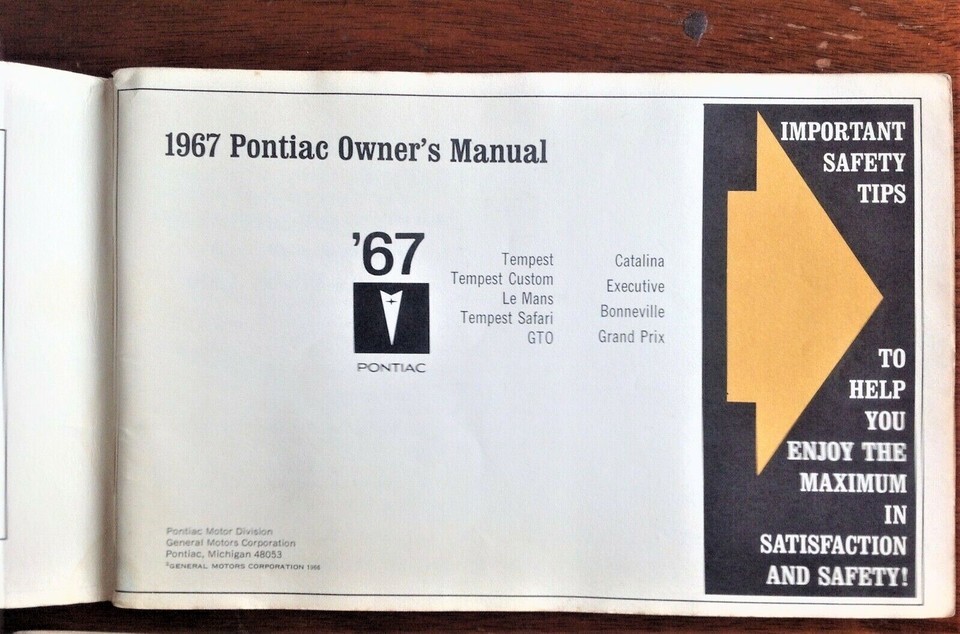 1967 Pontiac Owner's Manual
'67
PONTIAC
Tempest
Tempest Custom
Le Mans
Tempest Safari
GTO
Catalina
Executive
Bonneville
Grand Prix
Pontiac Motor Division
General Motors Corporation
Pontiac, Michigan 48053
©GENERAL MOTORS CORPORATION 1966
IMPORTANT
SAFETY
TIPS
TO
HELP
YOU
ENJOY THE
MAXIMUM
IN
SATISFACTION
AND SAFETY!